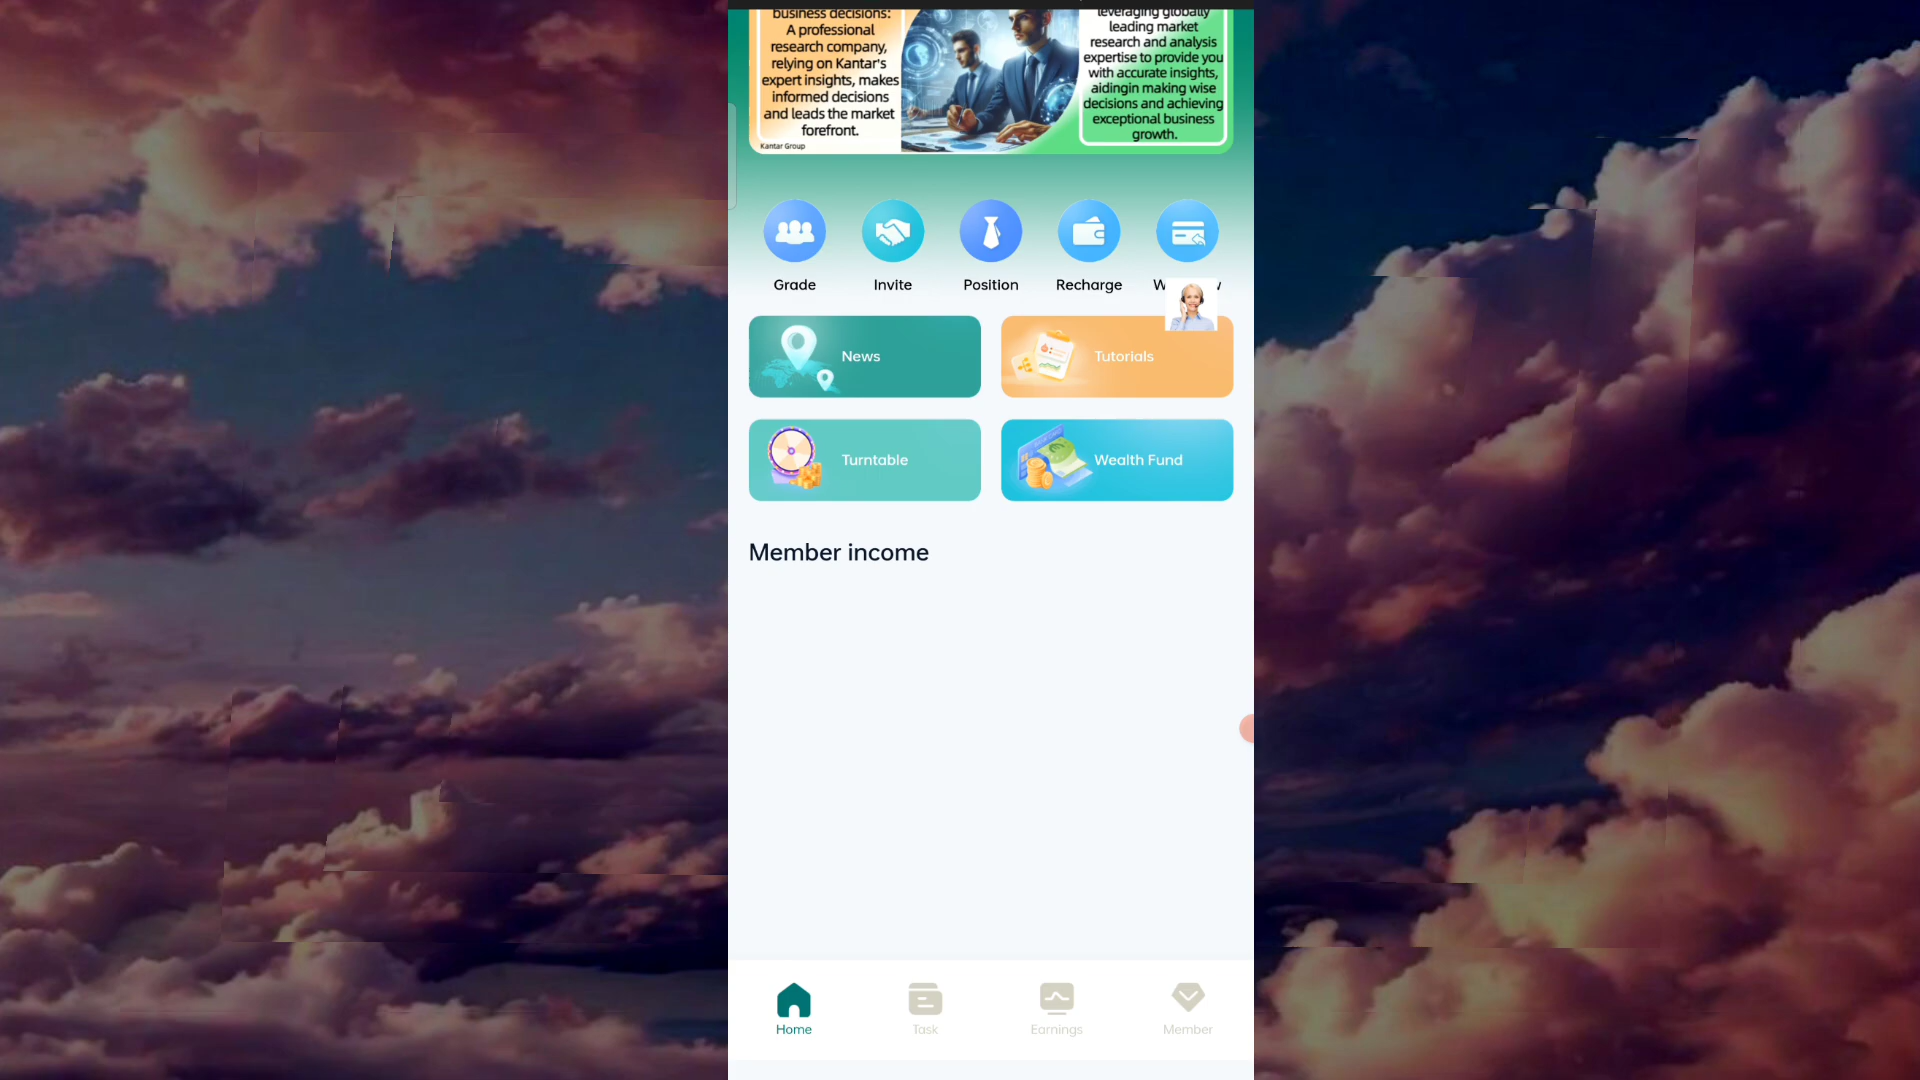 business decisions:
A professional
research company,
relying on Kantar's
expert insights, makes
informed decisions
and leads the market
forefront.
Kantar Group
leveraging globally
leading market
research and analysis
expertise to provide you
with accurate insights,
aidingin making wise
decisions and achieving
exceptional business
growth.
Grade
Invite
Position
Recharge
News
Tutorials
Turntable
Wealth Fund
Member income
Home
Task
Earnings
Member